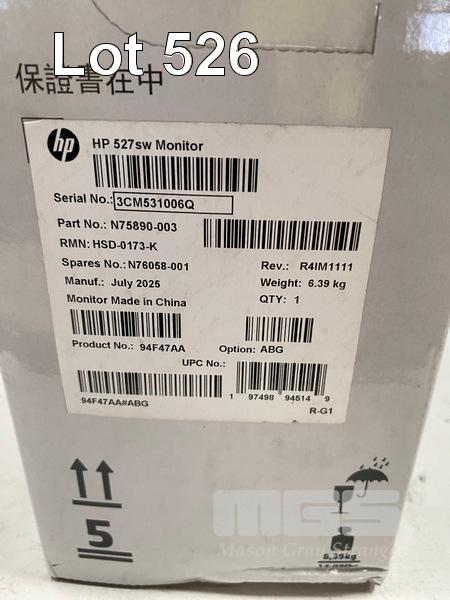 Lot 526
保證書在中
hp
HP 527sw Monitor
Serial No.: 3CM531006Q
Part No.: N75890-003
RMN: HSD-0173-K
Spares No.: N76058-001
Rev.: R4IM1111
Manuf.: July 2025
Weight: 6.39 kg
Monitor Made in China
QTY: 1
Product No.: 94F47AA
Option: ABG
UPC No.:
1 97498 94514 9
94F47AA#ABG
R-G1
5
6,39kg
MGS
Mason Gray Strange